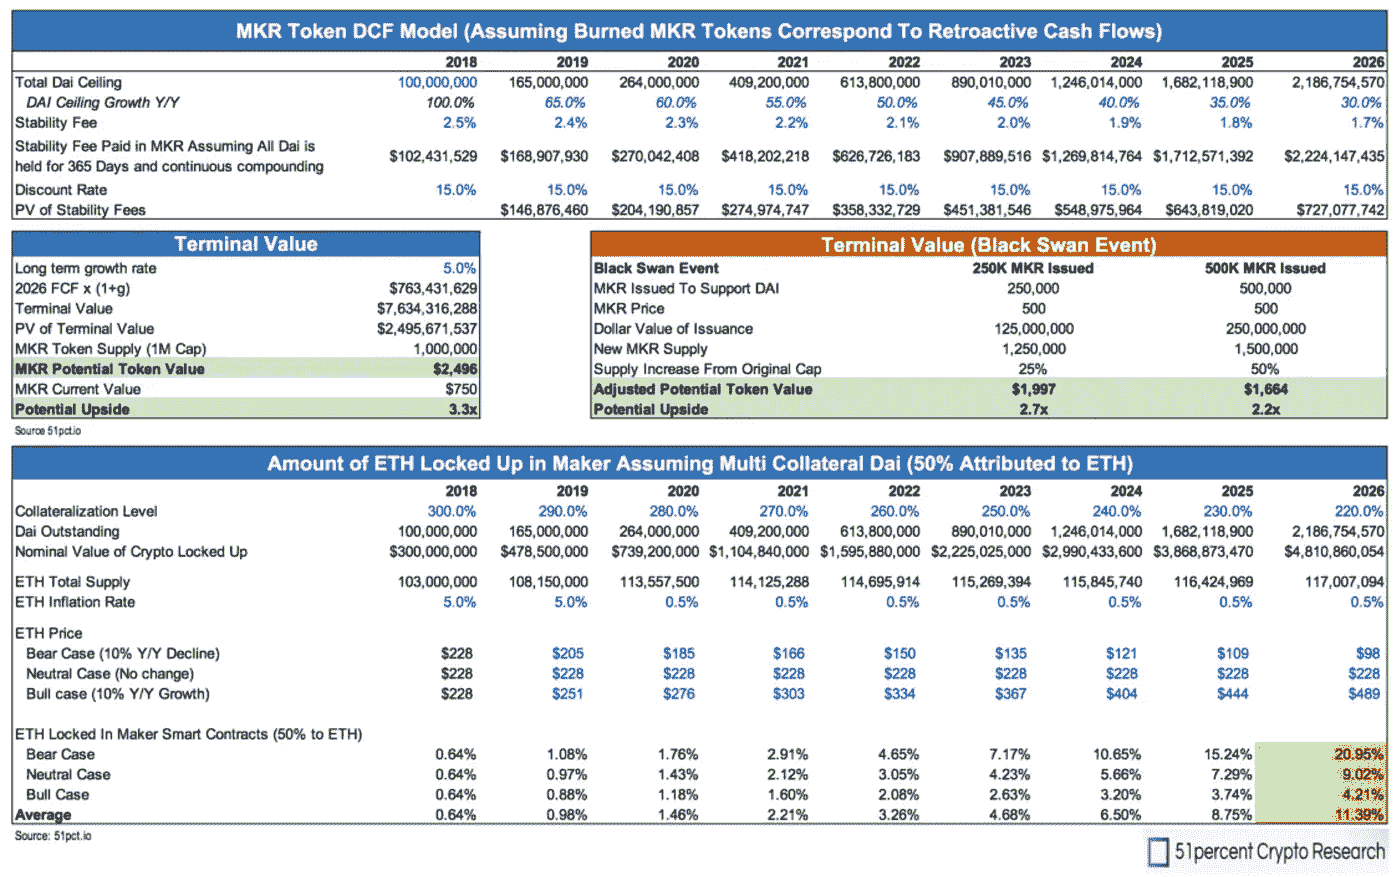 MKR Token DCF Model (Assuming Burned MKR Tokens Correspond To Retroactive Cash Flows)
2018 2019 2020 2021 2022 2023 2024 2025 2026
Total Dai Ceiling 100,000,000 165,000,000 264,000,000 409,200,000 613,800,000 890,010,000 1,246,014,000 1,682,118,900 2,186,754,570
DAI Ceiling Growth Y/Y 100.0% 65.0% 60.0% 55.0% 50.0% 45.0% 40.0% 35.0% 30.0%
Stability Fee 2.5% 2.4% 2.3% 2.2% 2.1% 2.0% 1.9% 1.8% 1.7%
Stability Fee Paid in MKR Assuming All Dai is
held for 365 Days and continuous compounding $102,431,529 $168,907,930 $270,042,408 $418,202,218 $626,726,183 $907,889,516 $1,269,814,764 $1,712,571,392 $2,224,147,435
Discount Rate 15.0% 15.0% 15.0% 15.0% 15.0% 15.0% 15.0% 15.0% 15.0%
PV of Stability Fees $146,876,460 $204,190,857 $274,974,747 $358,332,729 $451,381,546 $548,975,964 $643,819,020 $727,077,742
Terminal Value
Long term growth rate 5.0%
2026 FCF x (1+g) $763,431,629
Terminal Value $7,634,316,288
PV of Terminal Value $2,495,671,537
MKR Token Supply (1M Cap) 1,000,000
MKR Potential Token Value $2,496
MKR Current Value $750
Potential Upside 3.3x
Source 51pct.io
Terminal Value (Black Swan Event)
Black Swan Event 250K MKR Issued 500K MKR Issued
MKR Issued To Support DAI 250,000 500,000
MKR Price 500 500
Dollar Value of Issuance 125,000,000 250,000,000
New MKR Supply 1,250,000 1,500,000
Supply Increase From Original Cap 25% 50%
Adjusted Potential Token Value $1,997 $1,664
Potential Upside 2.7x 2.2x
Amount of ETH Locked Up in Maker Assuming Multi Collateral Dai (50% Attributed to ETH)
2018 2019 2020 2021 2022 2023 2024 2025 2026
Collateralization Level 300.0% 290.0% 280.0% 270.0% 260.0% 250.0% 240.0% 230.0% 220.0%
Dai Outstanding 100,000,000 165,000,000 264,000,000 409,200,000 613,800,000 890,010,000 1,246,014,000 1,682,118,900 2,186,754,570
Nominal Value of Crypto Locked Up $300,000,000 $478,500,000 $739,200,000 $1,104,840,000 $1,595,880,000 $2,225,025,000 $2,990,433,600 $3,868,873,470 $4,810,860,054
ETH Total Supply 103,000,000 108,150,000 113,557,500 114,125,288 114,695,914 115,269,394 115,845,740 116,424,969 117,007,094
ETH Inflation Rate 5.0% 5.0% 0.5% 0.5% 0.5% 0.5% 0.5% 0.5% 0.5%
ETH Price
Bear Case (10% Y/Y Decline) $228 $205 $185 $166 $150 $135 $121 $109 $98
Neutral Case (No change) $228 $228 $228 $228 $228 $228 $228 $228 $228
Bull case (10% Y/Y Growth) $228 $251 $276 $303 $334 $367 $404 $444 $489
ETH Locked In Maker Smart Contracts (50% to ETH)
Bear Case 0.64% 1.08% 1.76% 2.91% 4.65% 7.17% 10.65% 15.24% 20.95%
Neutral Case 0.64% 0.97% 1.43% 2.12% 3.05% 4.23% 5.66% 7.29% 9.02%
Bull Case 0.64% 0.88% 1.18% 1.60% 2.08% 2.63% 3.20% 3.74% 4.21%
Average 0.64% 0.98% 1.46% 2.21% 3.26% 4.68% 6.50% 8.75% 11.39%
Source: 51pct.io
51percent Crypto Research